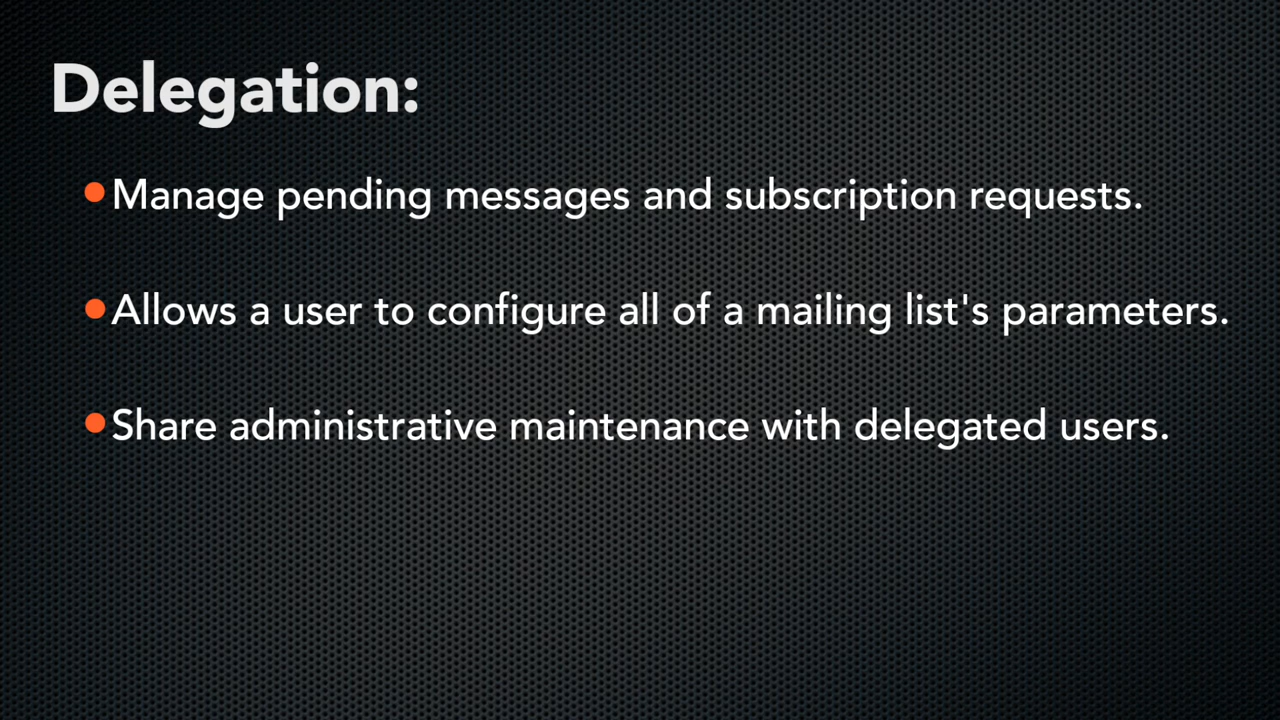 Delegation:
Manage pending messages and subscription requests.
Allows a user to configure all of a mailing list's parameters.
Share administrative maintenance with delegated users.